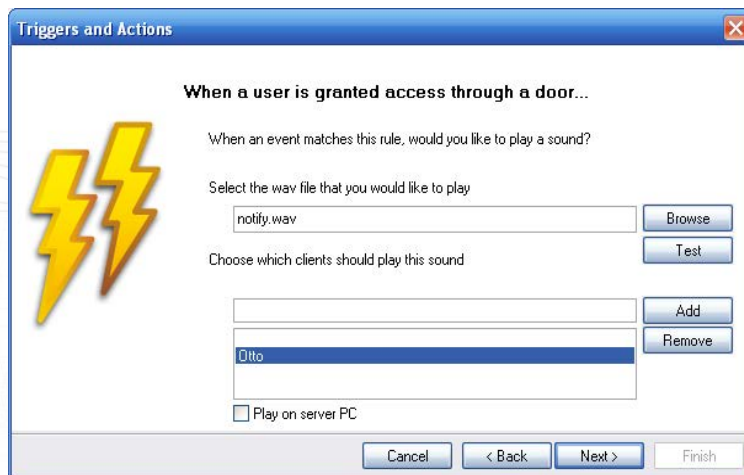 Triggers and Actions
When a user is granted access through a door...
When an event matches this rule, would you like to play a sound?
Select the wav file that you would like to play
notify.wav
Browse
Test
Choose which clients should play this sound
Add
Remove
Otto
Play on server PC
Cancel
< Back
Next >
Finish